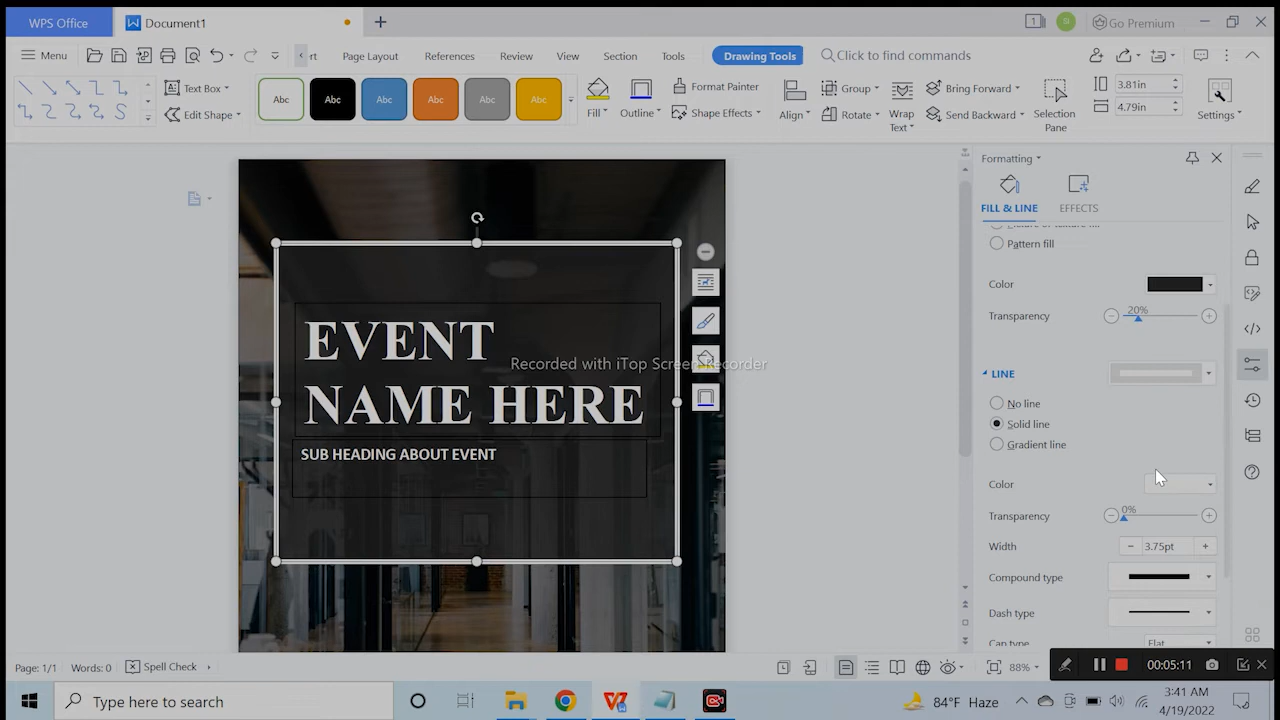 WPS Office
Document1
1
Go Premium
Menu
Page Layout
References
Review
View
Section
Tools
Drawing Tools
Click to find commands
Text Box
Edit Shape
Abc
Abc
Abc
Abc
Abc
Abc
Fill
Outline
Format Painter
Shape Effects
Align
Group
Rotate
Wrap
Text
Bring Forward
Send Backward
Selection
Pane
3.81in
4.79in
Settings
Formatting
FILL & LINE
EFFECTS
Picture or texture fill
Pattern fill
Color
Transparency
20%
LINE
No line
Solid line
Gradient line
Color
Transparency
0%
Width
3.75pt
Compound type
Dash type
Cap type
Flat
EVENT
NAME HERE
SUB HEADING ABOUT EVENT
Recorded with iTop Screen Recorder
Page: 1/1
Words: 0
Spell Check
88%
00:05:11
Type here to search
84°F Haze
3:41 AM
4/19/2022